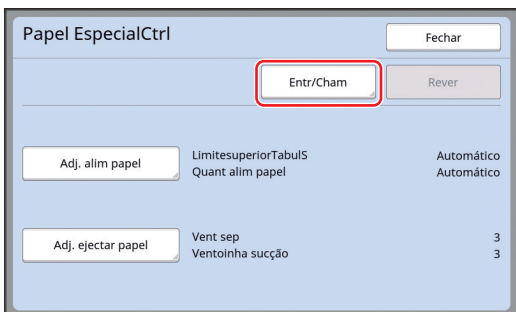 Papel EspecialCtrl
Fechar
Entr/Cham
Rever
Adj. alim papel
LimitesuperiorTabulS Automático
Quant alim papel Automático
Adj. ejectar papel
Vent sep 3
Ventoinha sucção 3